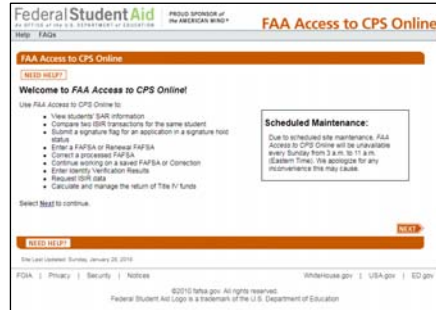 Federal Student Aid
AN OFFICE of the U.S. DEPARTMENT of EDUCATION
PROUD SPONSOR of
the AMERICAN MIND®
FAA Access to CPS Online
Help FAQs
FAA Access to CPS Online
NEED HELP?
Welcome to FAA Access to CPS Online!
Use FAA Access to CPS Online to:
• View students' SAR information
• Compare two ISIR transactions for the same student
• Submit a signature flag for an application in a signature hold
status
• Enter a FAFSA or Renewal FAFSA
• Correct a processed FAFSA
• Continue working on a saved FAFSA or Correction
• Enter Identity Verification Results
• Request ISIR data
• Calculate and manage the return of Title IV funds
Select Next to continue.
Scheduled Maintenance:
Due to scheduled site maintenance, FAA
Access to CPS Online will be unavailable
every Sunday from 3 a.m. to 11 a.m.
(Eastern Time). We apologize for any
inconvenience this may cause.
NEXT
NEED HELP?
Site Last Updated: Sunday, January 28, 2010
FOIA | Privacy | Security | Notices
WhiteHouse.gov | USA.gov | ED.gov
©2010 fafsa.gov. All rights reserved.
Federal Student Aid Logo is a trademark of the U.S. Department of Education